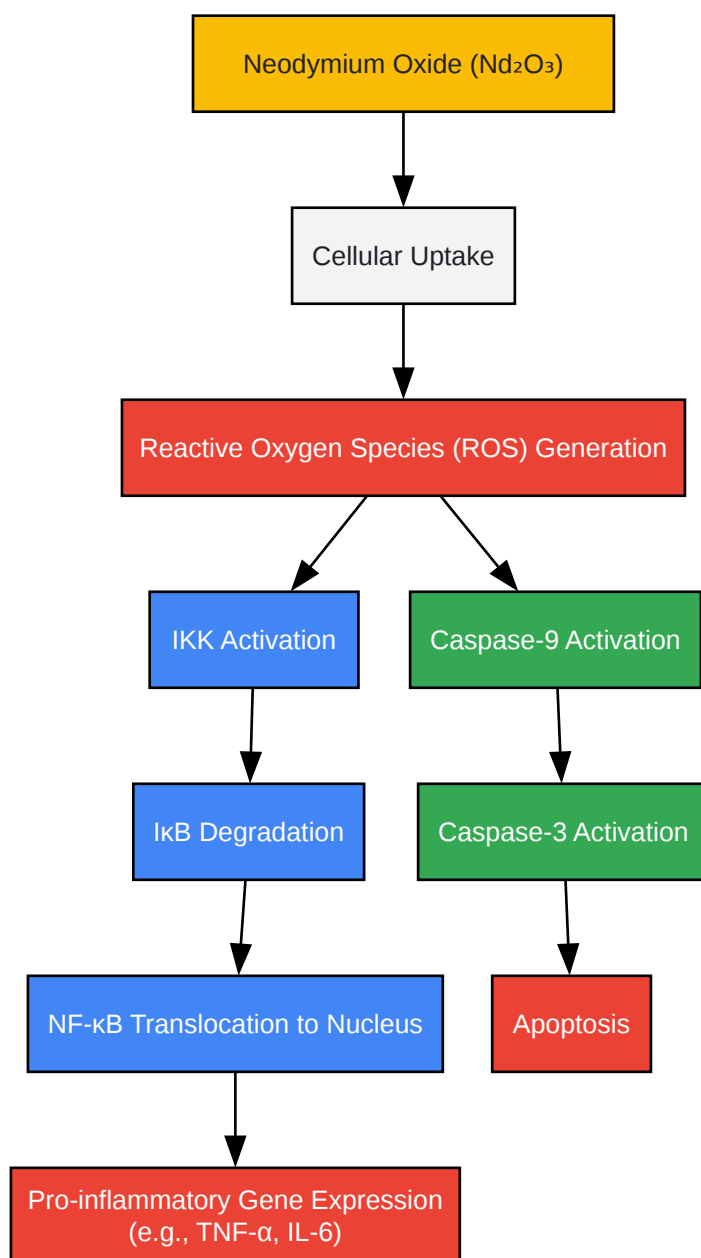 Neodymium Oxide (Nd₂O₃)
Cellular Uptake
Reactive Oxygen Species (ROS) Generation
IKK Activation
Caspase-9 Activation
IκB Degradation
Caspase-3 Activation
NF-κB Translocation to Nucleus
Apoptosis
Pro-inflammatory Gene Expression
(e.g., TNF-α, IL-6)